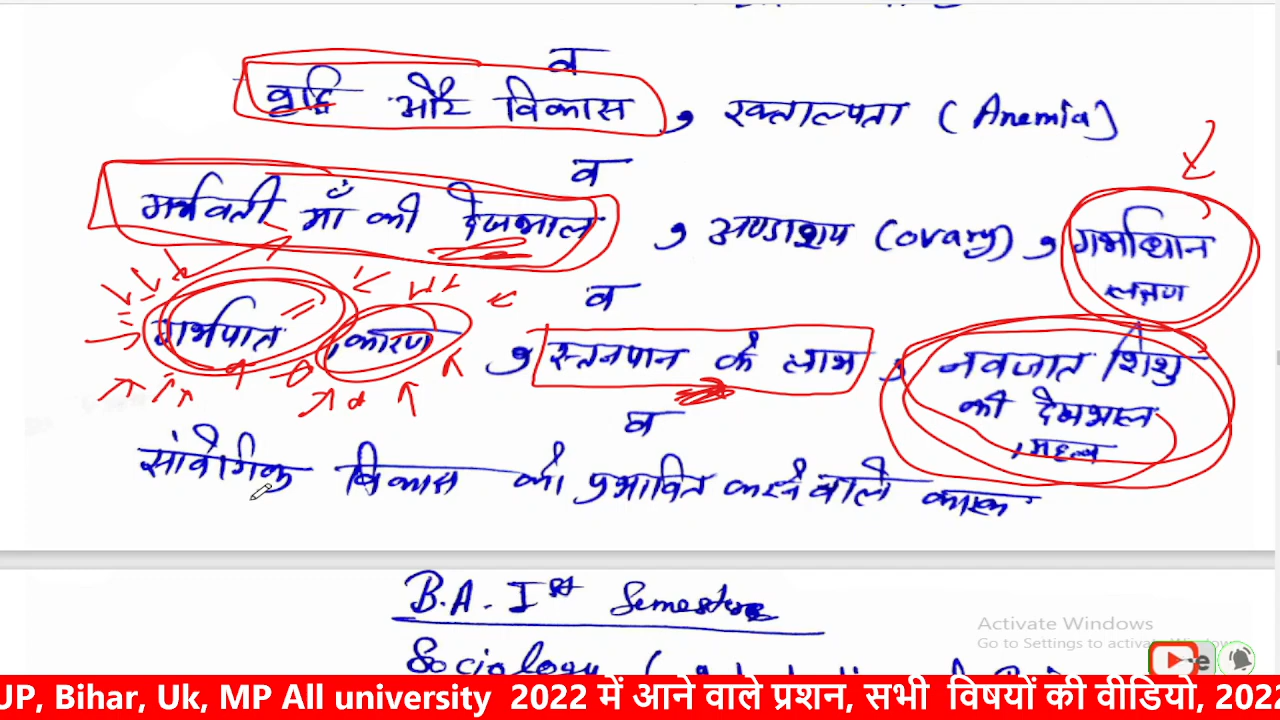 व
वृद्धि और विकास , रक्ताल्पता (Anemia)
व
गर्भवती माँ की देखभाल , अण्डाशय (ovary) , गर्भाधान
लक्षण
व
गर्भपात , कारण , स्तनपान के लाभ , नवजात शिशु
की देखभाल
, महत्व
व
सांवेगिक विकास को प्रभावित करने वाले कारक
B.A. Ist Semester
Sociology (
Activate Windows
Go to Settings to activate Windows.
UP, Bihar, Uk, MP All university 2022 में आने वाले प्रशन, सभी विषयों की वीडियो, 2022